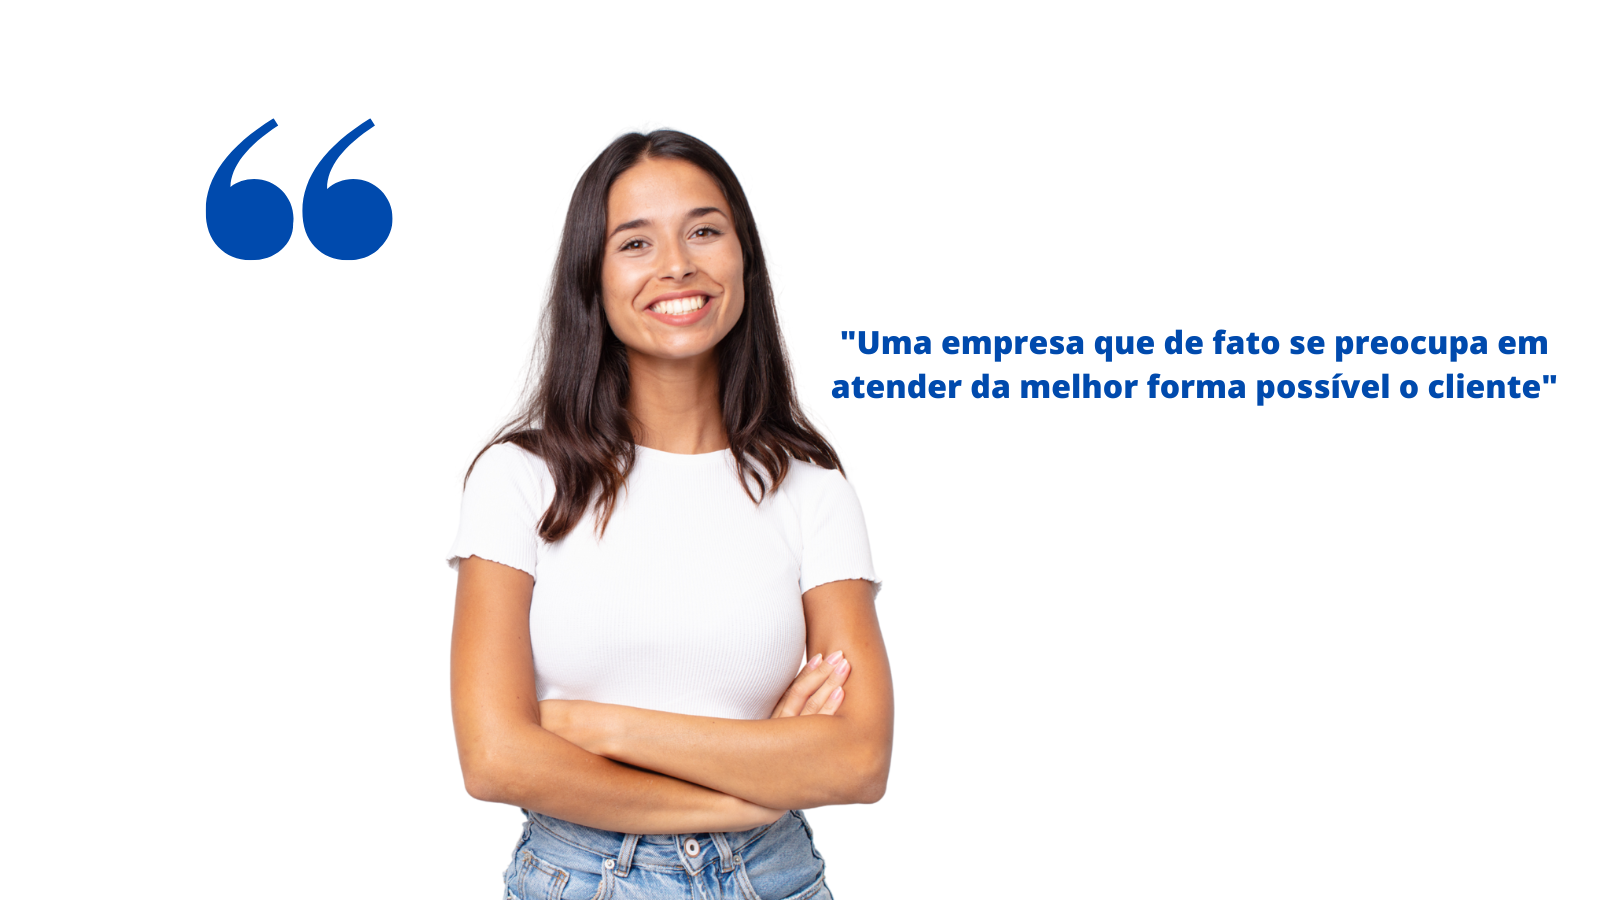 "Uma empresa que de fato se preocupa em
atender da melhor forma possível o cliente"